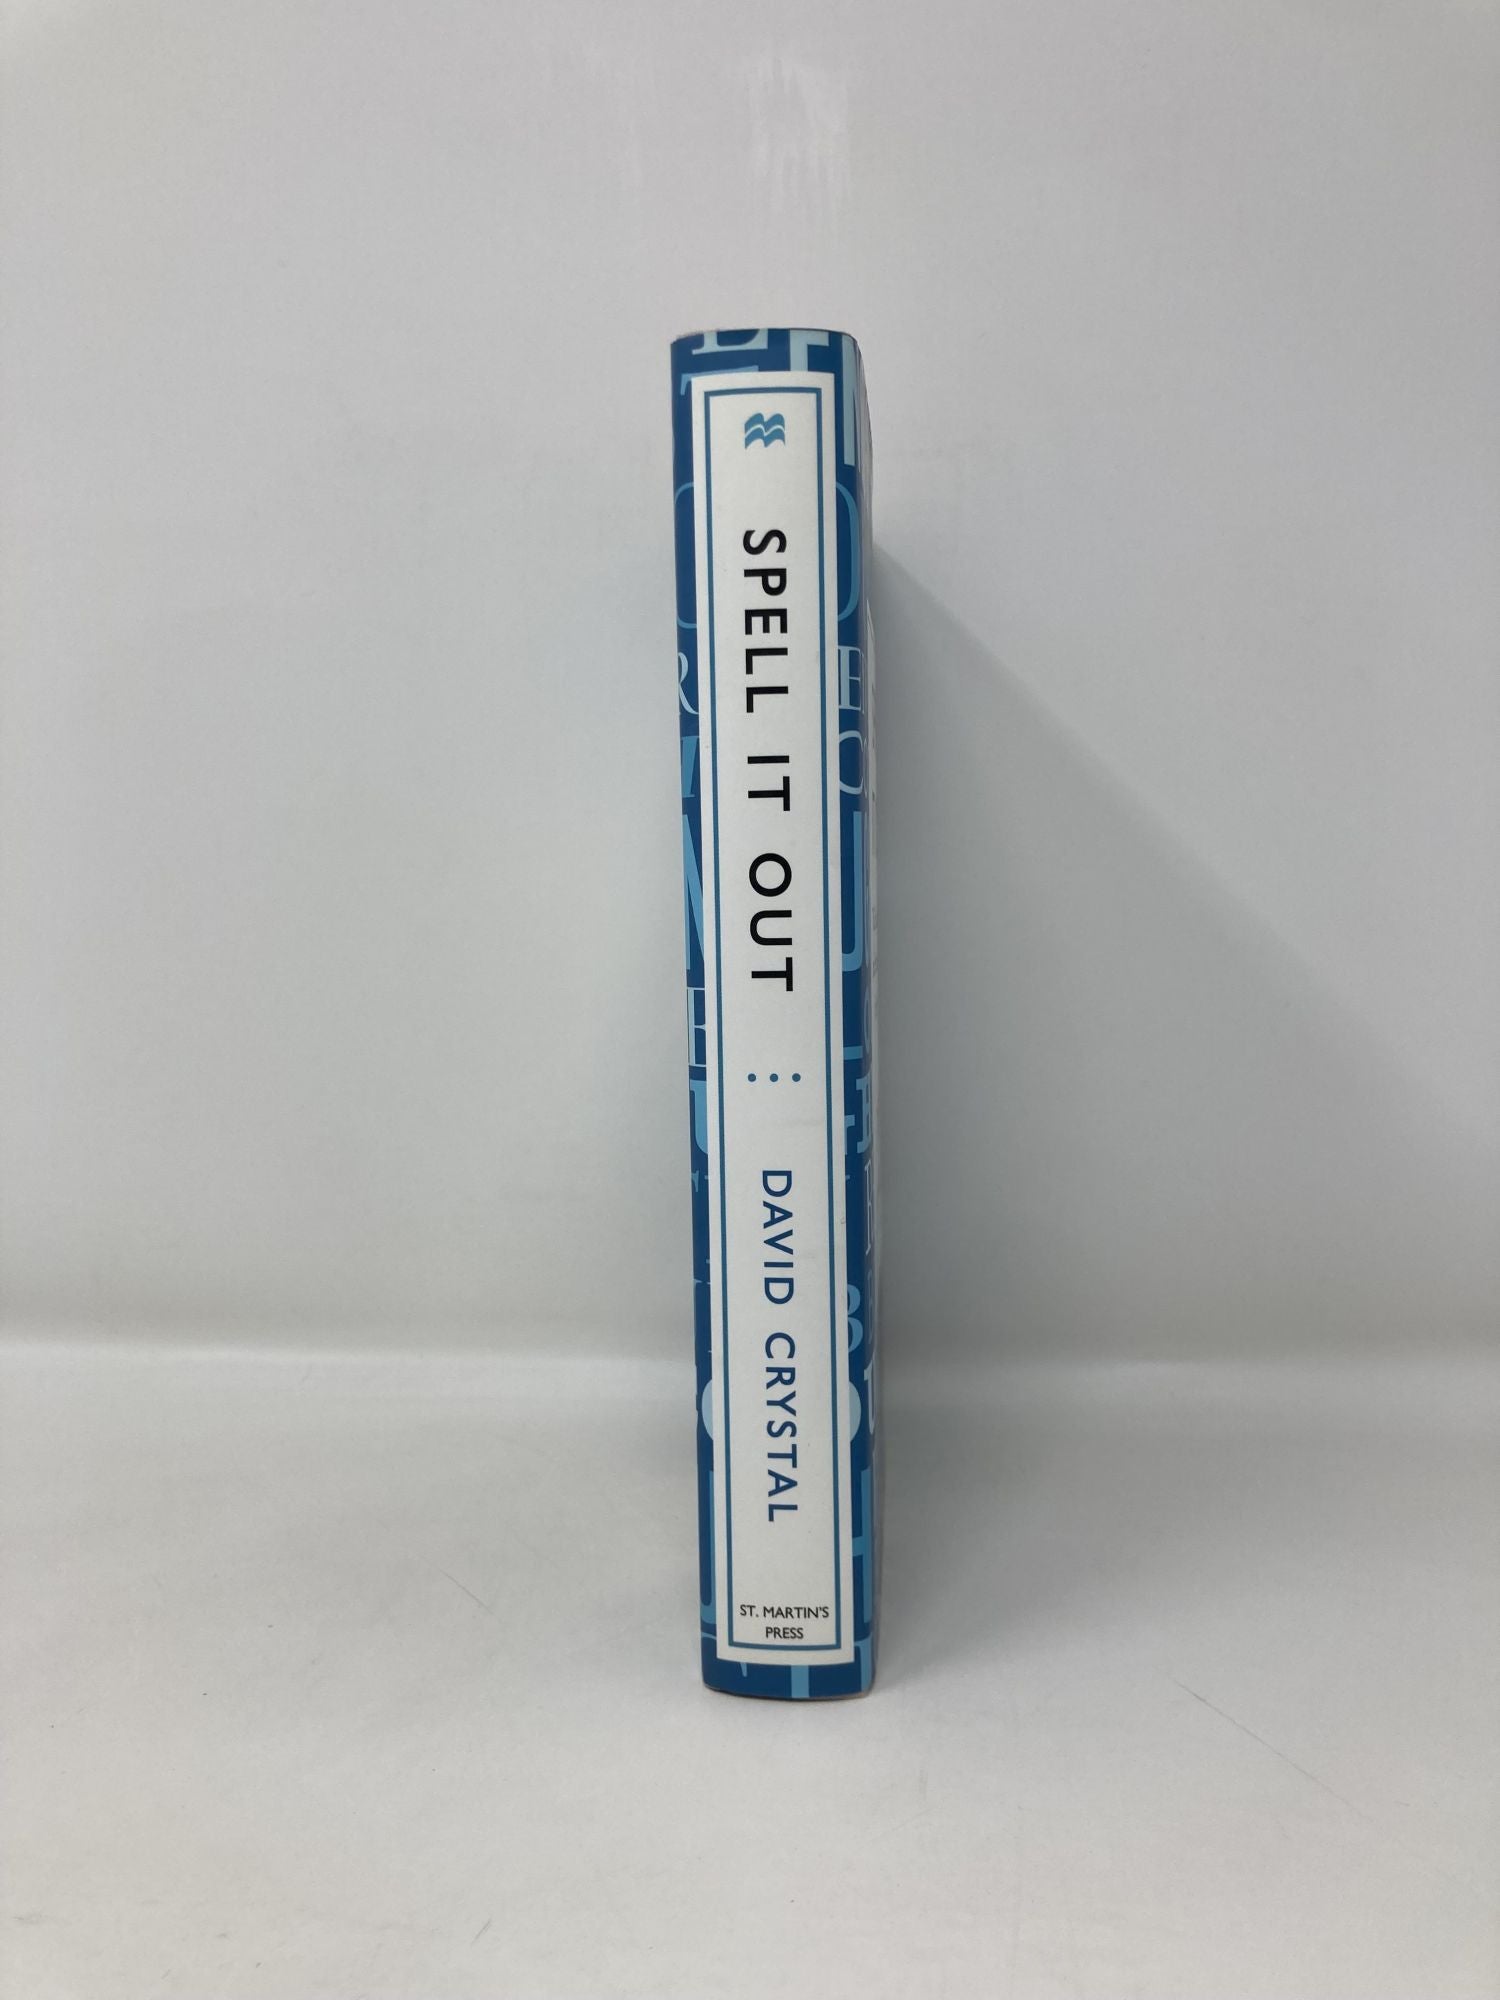 SPELL IT OUT
DAVID CRYSTAL
ST. MARTIN'S
PRESS